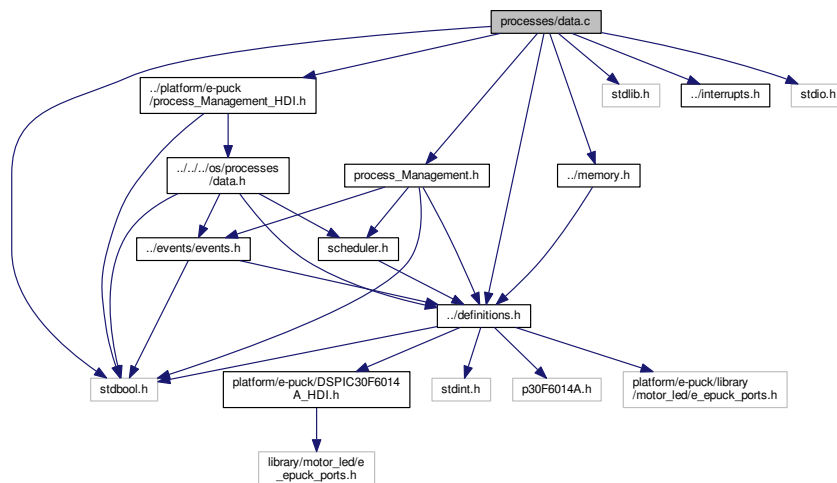 processes/data.c
../platform/e-puck
/process_Management_HDI.h
stdlib.h
../interrupts.h
stdio.h
../../../os/processes
/data.h
process_Management.h
../memory.h
../events/events.h
scheduler.h
../definitions.h
stdbool.h
platform/e-puck/DSPIC30F6014
A_HDI.h
stdint.h
p30F6014A.h
platform/e-puck/library
/motor_led/e_epuck_ports.h
library/motor_led/e
_epuck_ports.h